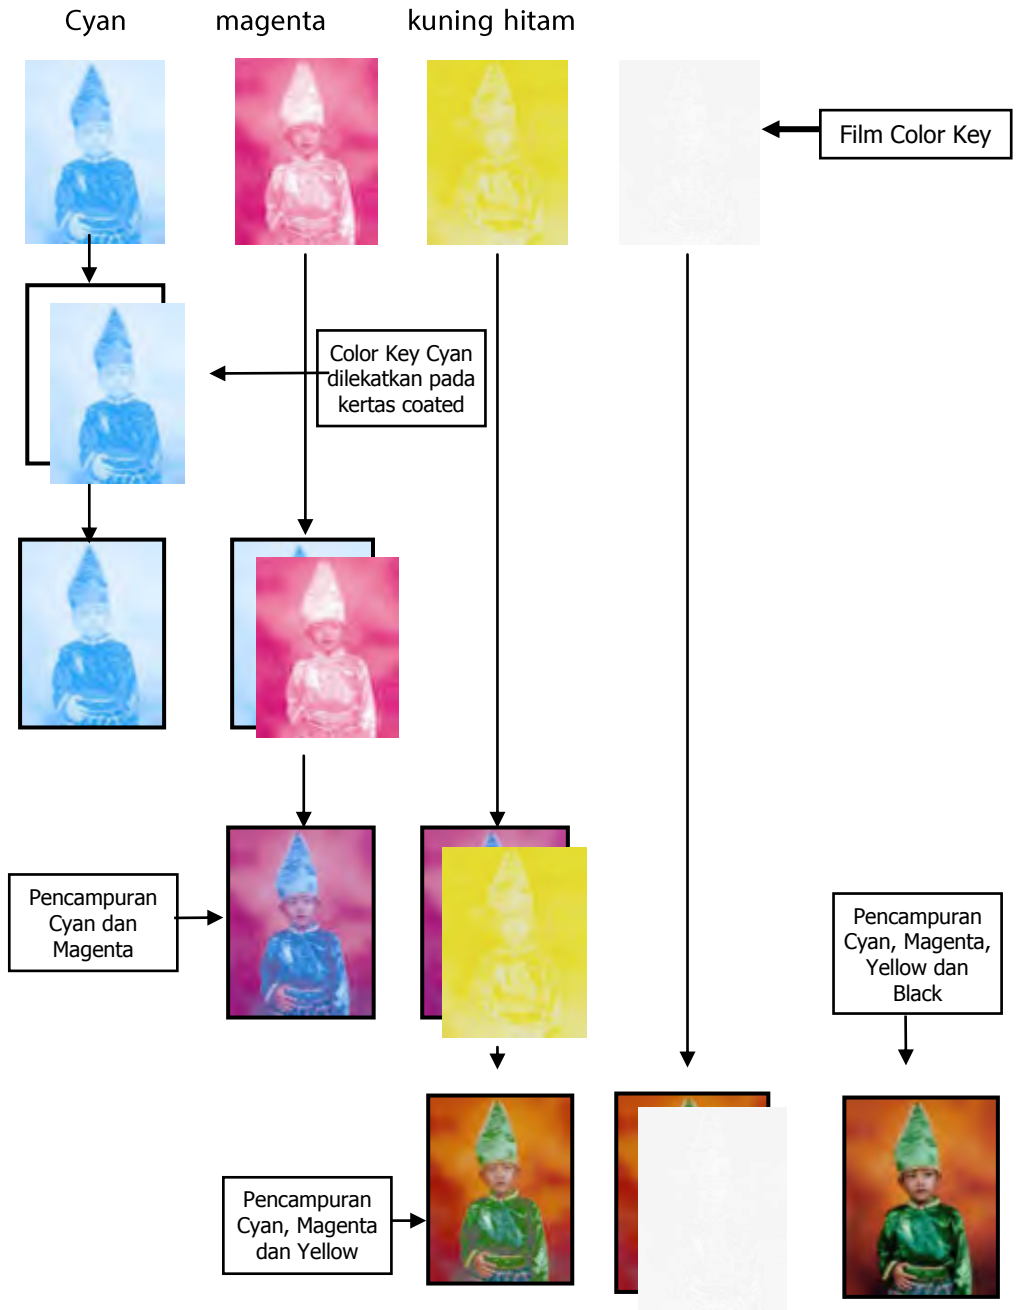 Cyan magenta kuning hitam
Film Color Key
Color Key Cyan
dilekatkan pada
kertas coated
Pencampuran
Cyan dan
Magenta
Pencampuran
Cyan, Magenta,
Yellow dan
Black
Pencampuran
Cyan, Magenta
dan Yellow